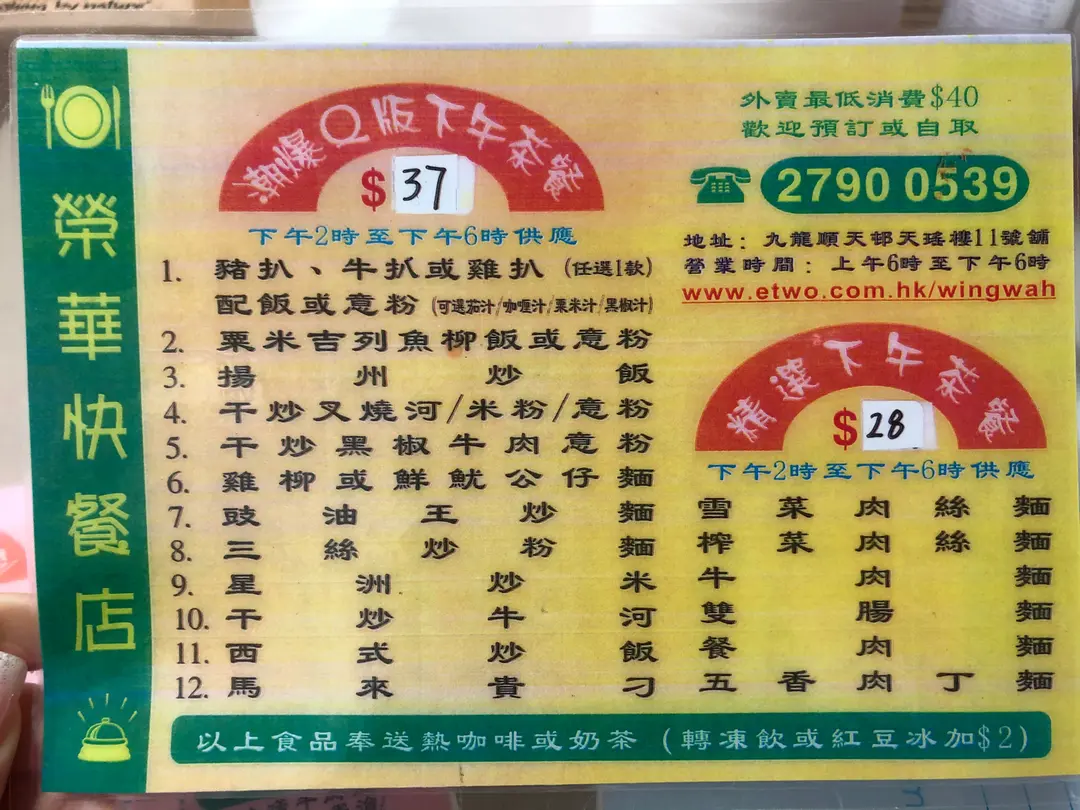 榮華快餐店
潮爆Q版下午茶餐
$37
下午2時至下午6時供應
1. 豬扒、牛扒或雞扒 (任選1款)
配飯或意粉 (可選茄汁/咖喱汁/粟米汁/黑椒汁)
2. 粟米吉列魚柳飯或意粉
3. 揚州炒飯
4. 干炒叉燒河/米粉/意粉
5. 干炒黑椒牛肉意粉
6. 雞柳或鮮魷公仔麵
7. 豉油王炒麵
8. 三絲炒粉麵
9. 星洲炒米
10. 干炒牛河
11. 西式炒飯
12. 馬來貴刁
外賣最低消費$40
歡迎預訂或自取
2790 0539
地址：九龍順天邨天瑤樓11號舖
營業時間：上午6時至下午6時
www.etwo.com.hk/wingwah
精選下午茶餐
$28
下午2時至下午6時供應
雪菜肉絲麵
榨菜肉絲麵
牛肉麵
雙腸麵
餐肉麵
五香肉丁麵
以上食品奉送熱咖啡或奶茶 (轉凍飲或紅豆冰加$2)